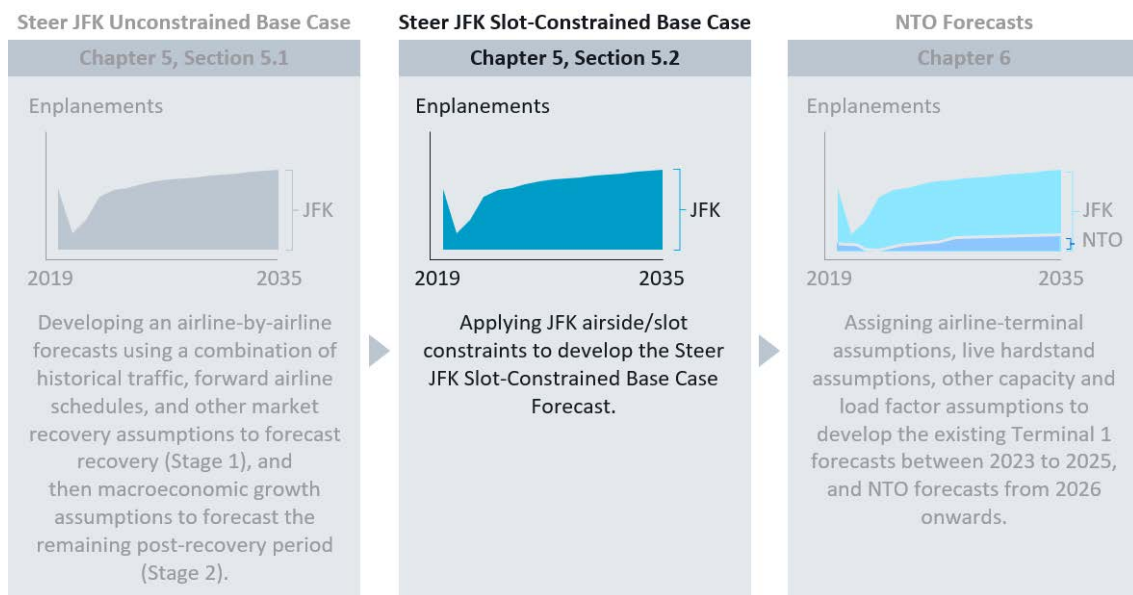 Steer JFK Unconstrained Base Case
Chapter 5, Section 5.1
Enplanements
JFK
2019 2035
Developing an airline-by-airline
forecasts using a combination of
historical traffic, forward airline
schedules, and other market
recovery assumptions to forecast
recovery (Stage 1), and
then macroeconomic growth
assumptions to forecast the
remaining post-recovery period
(Stage 2).
Steer JFK Slot-Constrained Base Case
Chapter 5, Section 5.2
Enplanements
JFK
2019 2035
Applying JFK airside/slot
constraints to develop the Steer
JFK Slot-Constrained Base Case
Forecast.
NTO Forecasts
Chapter 6
Enplanements
JFK
NTO
2019 2035
Assigning airline-terminal
assumptions, live hardstand
assumptions, other capacity and
load factor assumptions to
develop the existing Terminal 1
forecasts between 2023 to 2025,
and NTO forecasts from 2026
onwards.